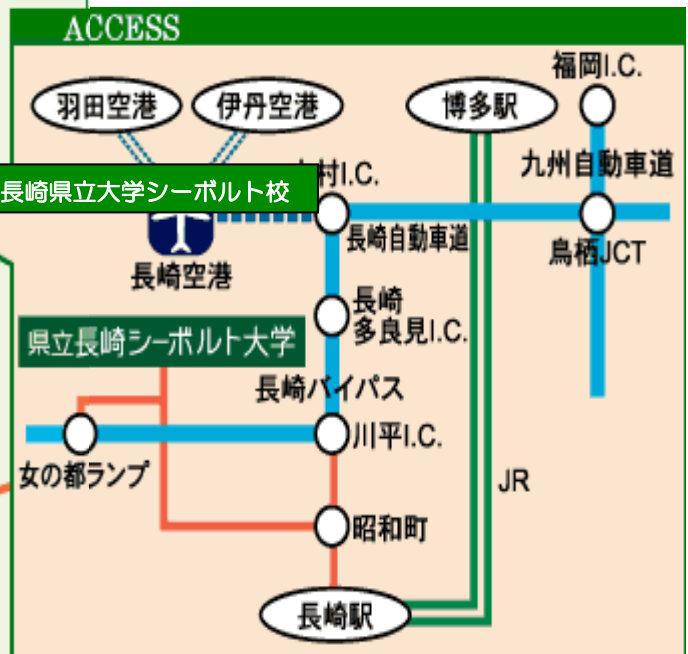 ACCESS
福岡I.C.
羽田空港
伊丹空港
博多駅
九州自動車道
長崎県立大学シーボルト校
村I.C.
長崎自動車道
鳥栖JCT
長崎空港
長崎
多良見I.C.
県立長崎シーボルト大学
長崎バイパス
川平I.C.
女の都ランプ
JR
昭和町
長崎駅